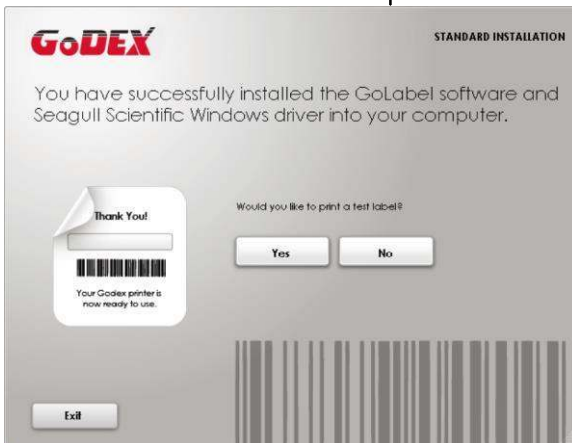 GoDEX
STANDARD INSTALLATION
You have successfully installed the GoLabel software and
Seagull Scientific Windows driver into your computer.
Thank You!
Your Godex printer is
now ready to use.
Would you like to print a test label?
Yes
No
Exit